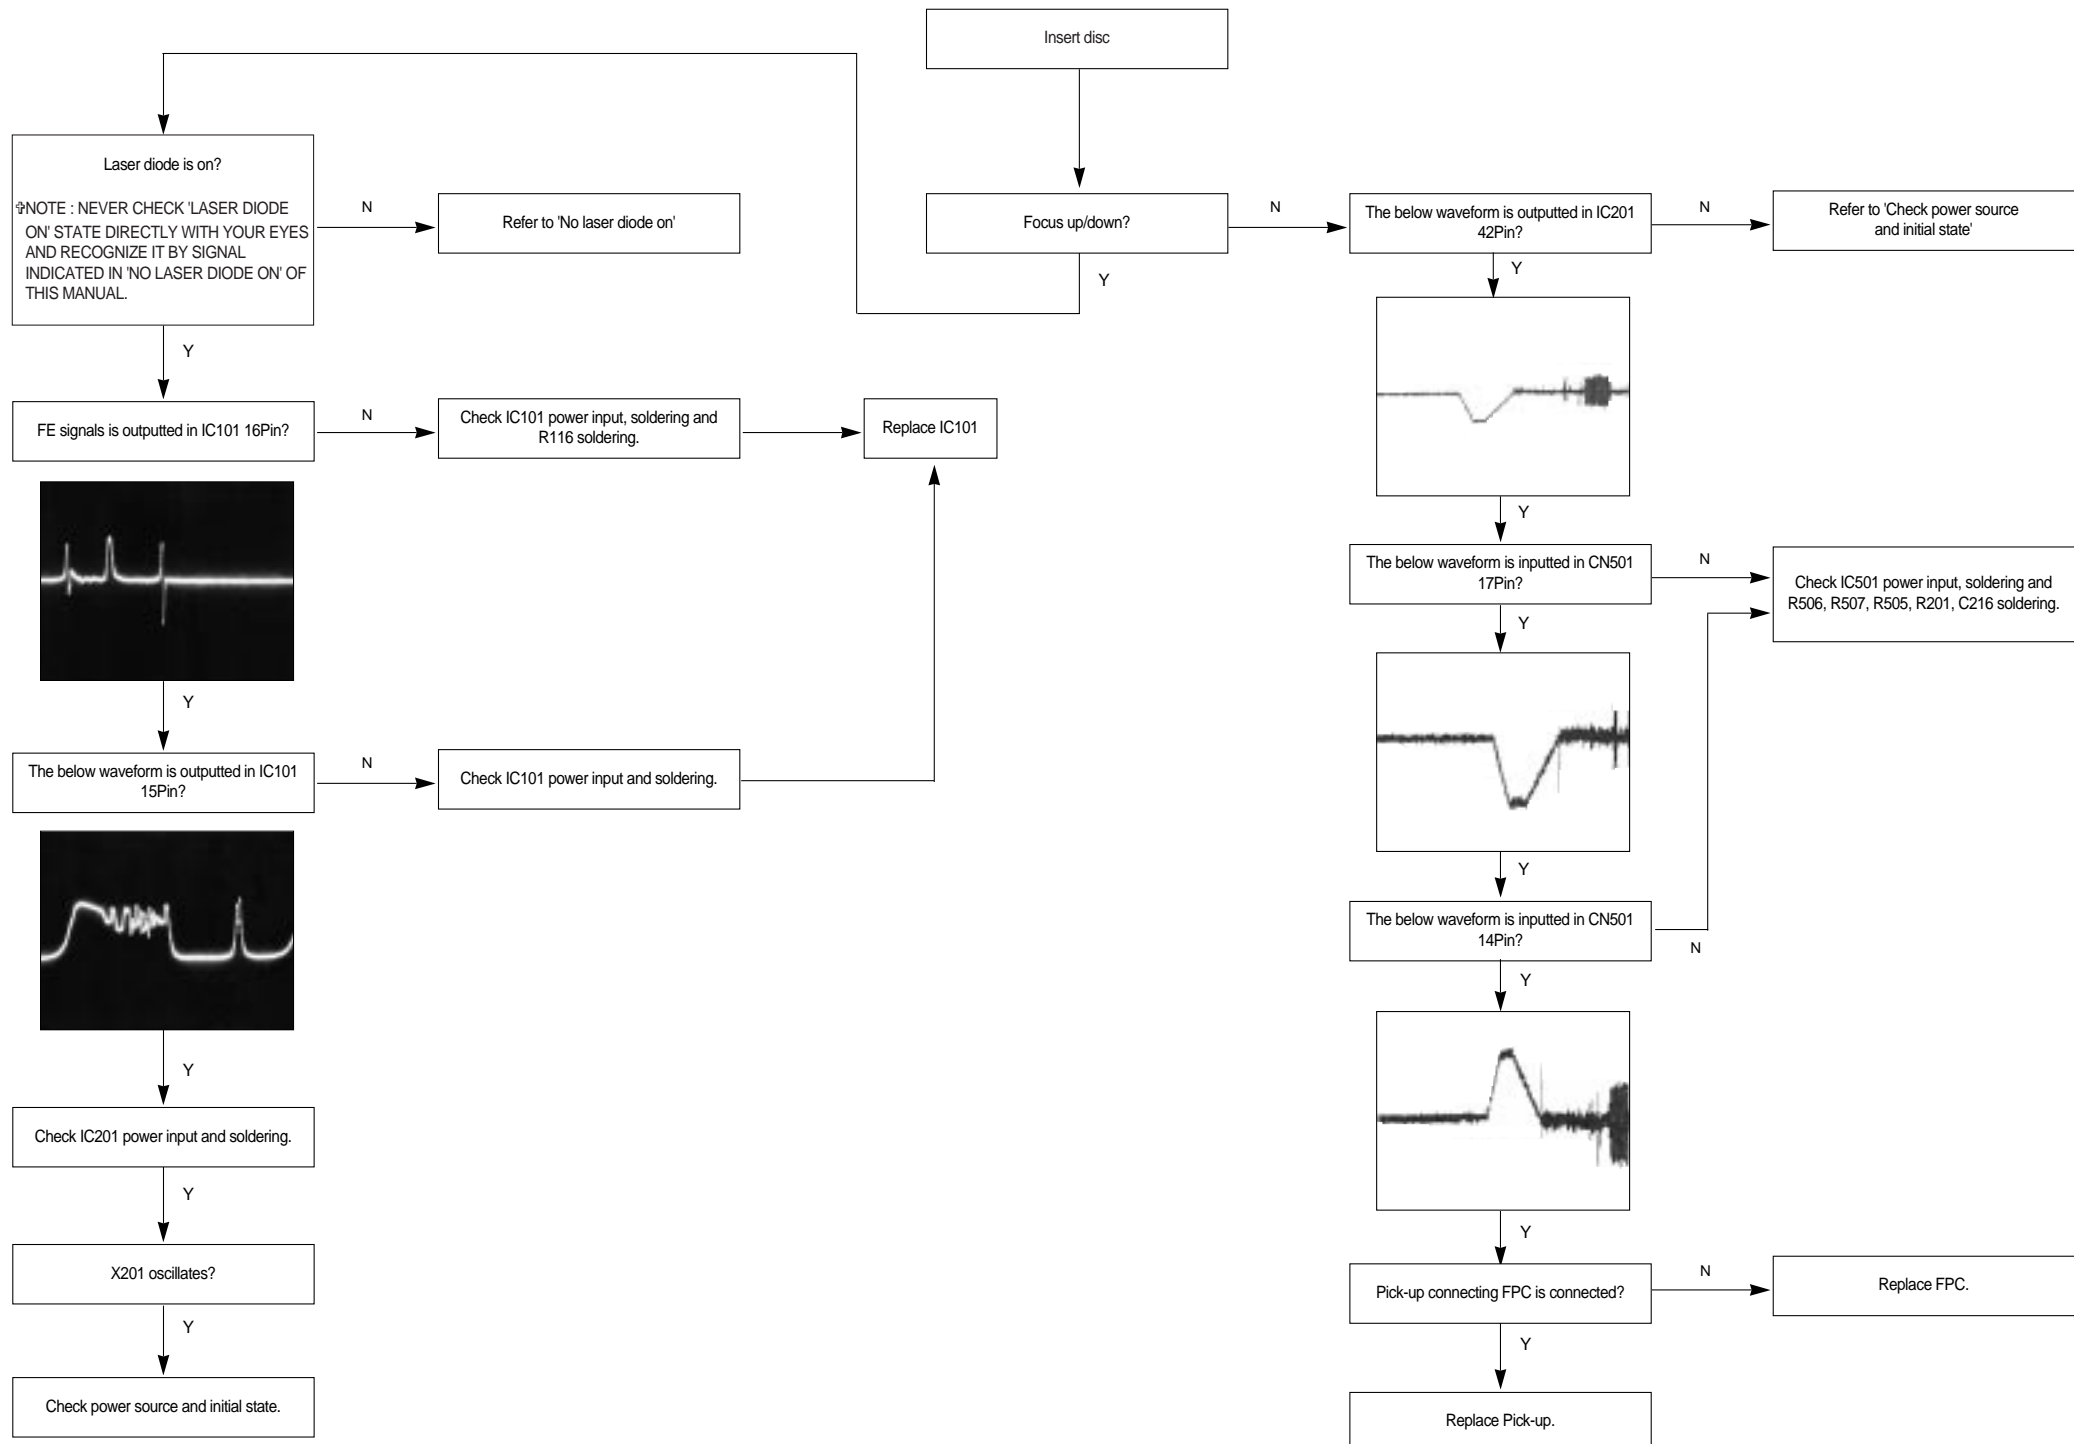 Insert disc
Laser diode is on?
✞NOTE : NEVER CHECK 'LASER DIODE
ON' STATE DIRECTLY WITH YOUR EYES
AND RECOGNIZE IT BY SIGNAL
INDICATED IN 'NO LASER DIODE ON' OF
THIS MANUAL.
N
Refer to 'No laser diode on'
Focus up/down?
N
The below waveform is outputted in IC201
42Pin?
N
Refer to 'Check power source
and initial state'
Y
Y
Y
FE signals is outputted in IC101 16Pin?
N
Check IC101 power input, soldering and
R116 soldering.
Replace IC101
Y
The below waveform is inputted in CN501
17Pin?
N
Check IC501 power input, soldering and
R506, R507, R505, R201, C216 soldering.
Y
Y
The below waveform is outputted in IC101
15Pin?
N
Check IC101 power input and soldering.
Y
The below waveform is inputted in CN501
14Pin?
N
Y
Y
Check IC201 power input and soldering.
Y
X201 oscillates?
Y
Check power source and initial state.
Y
Pick-up connecting FPC is connected?
N
Replace FPC.
Y
Replace Pick-up.